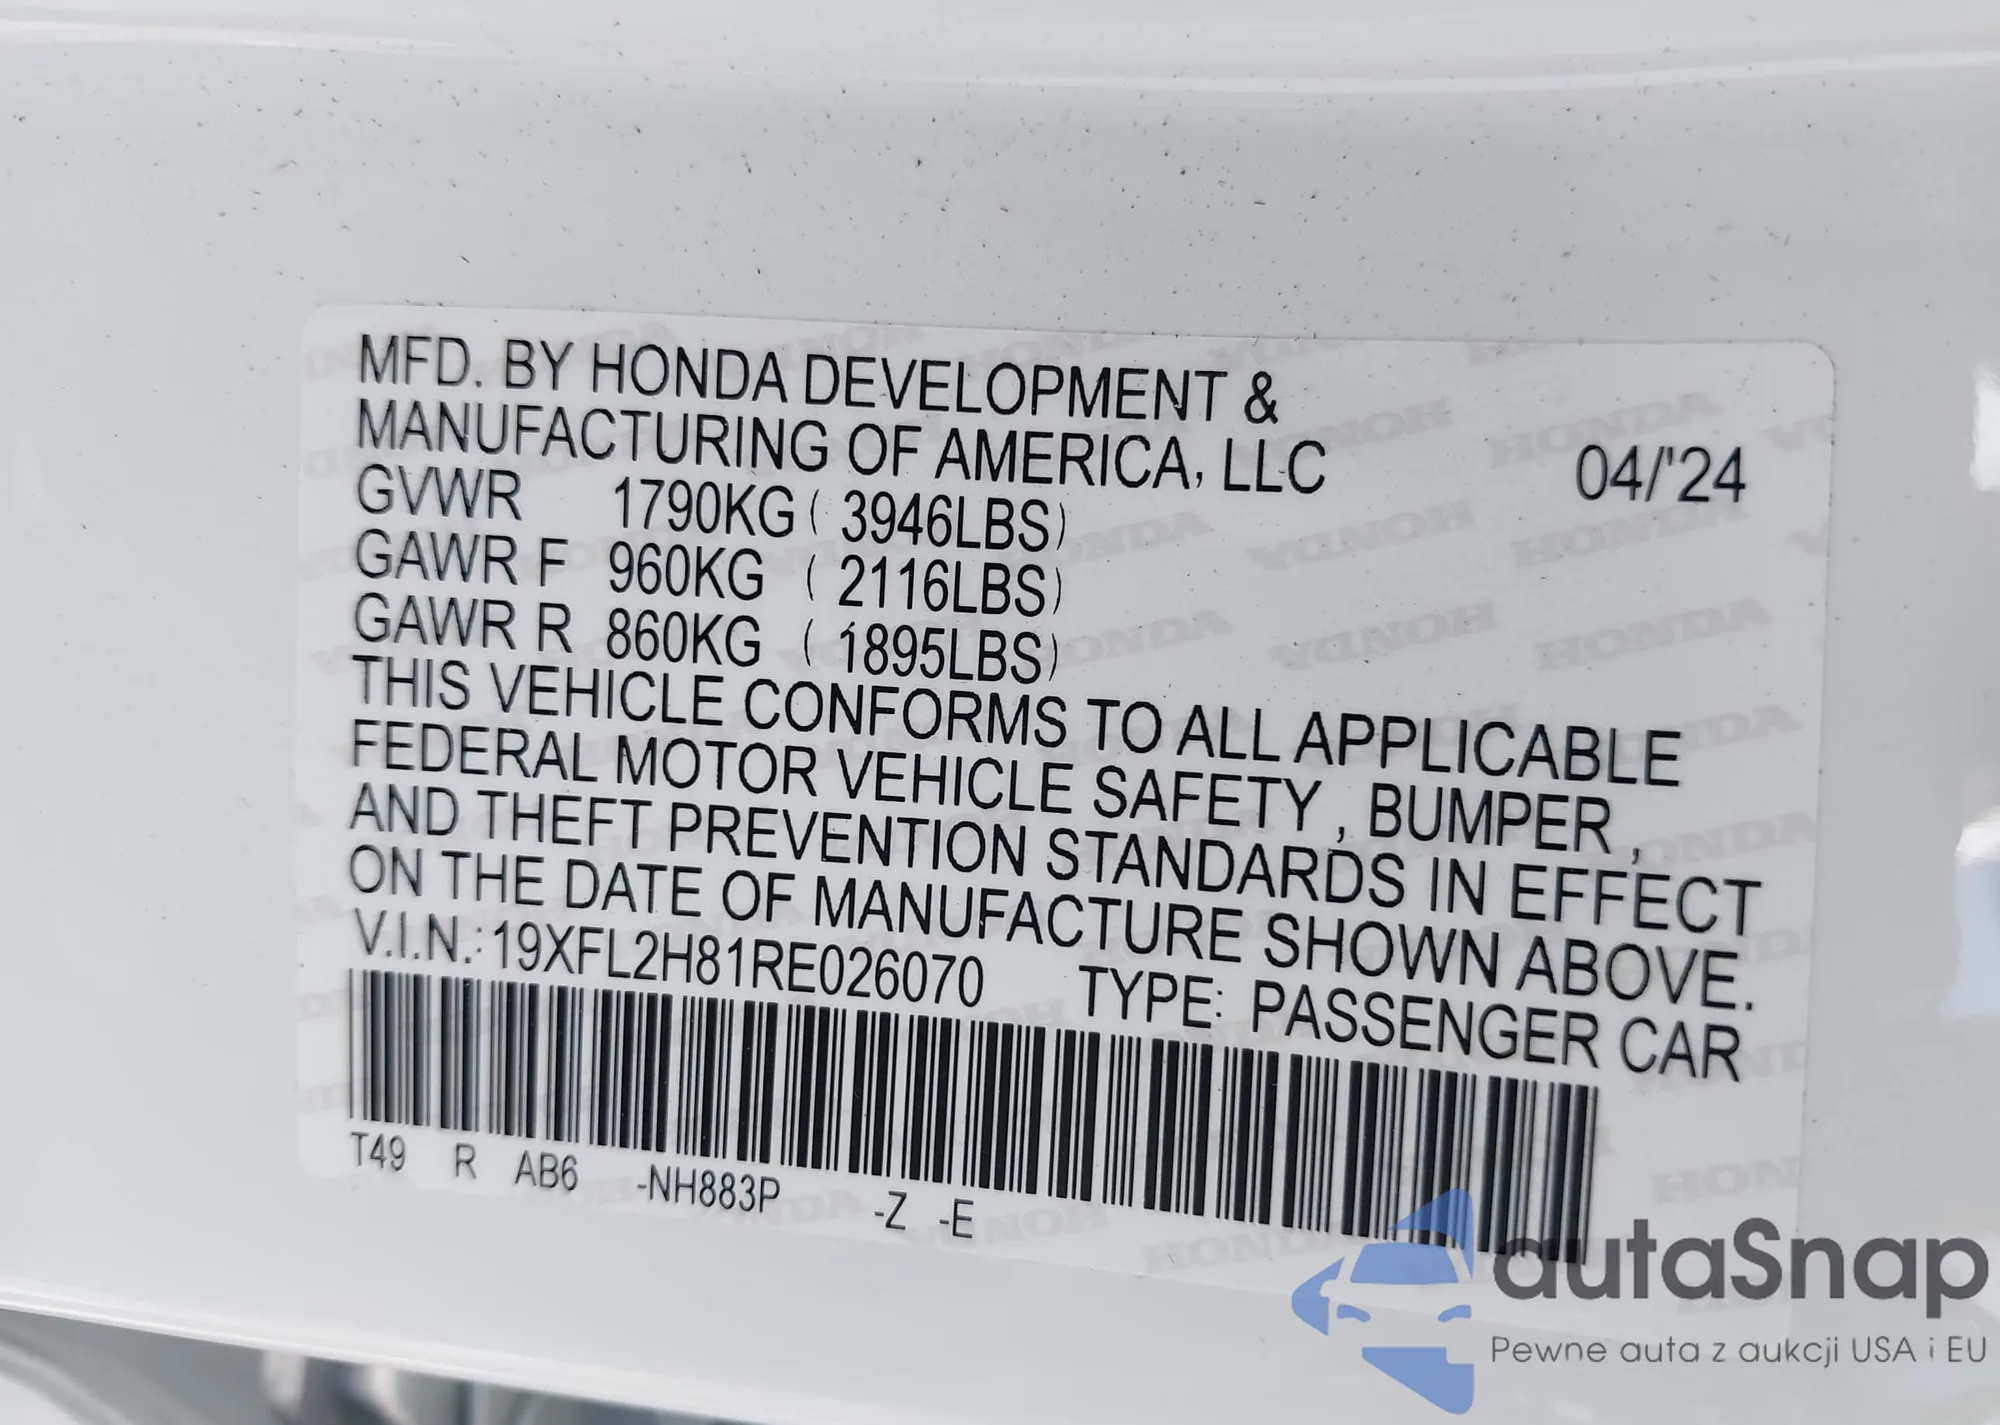 MFD. BY HONDA DEVELOPMENT &
MANUFACTURING OF AMERICA, LLC 04/'24
GVWR 1790KG ( 3946LBS)
GAWR F 960KG ( 2116LBS)
GAWR R 860KG ( 1895LBS)
THIS VEHICLE CONFORMS TO ALL APPLICABLE
FEDERAL MOTOR VEHICLE SAFETY , BUMPER ,
AND THEFT PREVENTION STANDARDS IN EFFECT
ON THE DATE OF MANUFACTURE SHOWN ABOVE.
V.I.N.: 19XFL2H81RE026070 TYPE: PASSENGER CAR
T49 R AB6 -NH883P -Z -E
autaSnap
Pewne auta z aukcji USA i EU